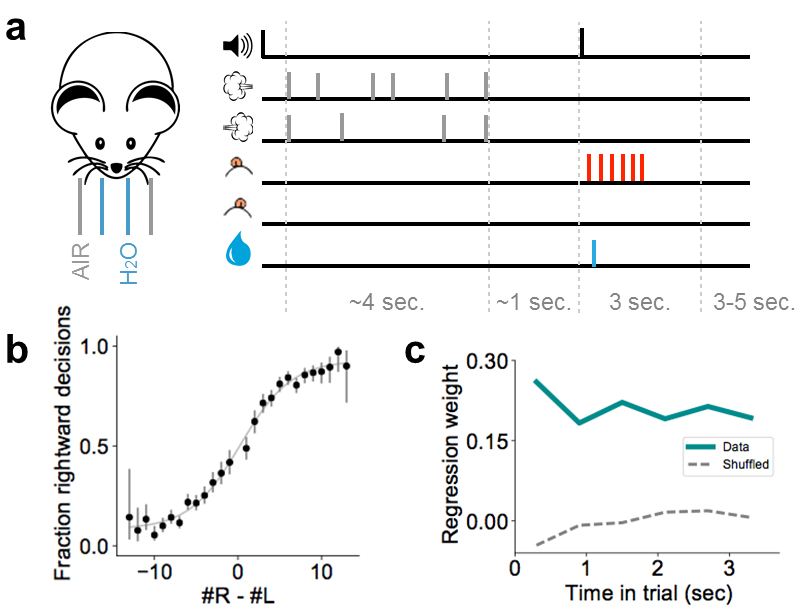 a
AIR
H2O
~4 sec.
~1 sec.
3 sec.
3-5 sec.
b
Fraction rightward decisions
1.0
0.5
0.0
−10
0
10
#R - #L
c
Regression weight
0.30
0.15
0.00
Data
Shuffled
0
1
2
3
Time in trial (sec)